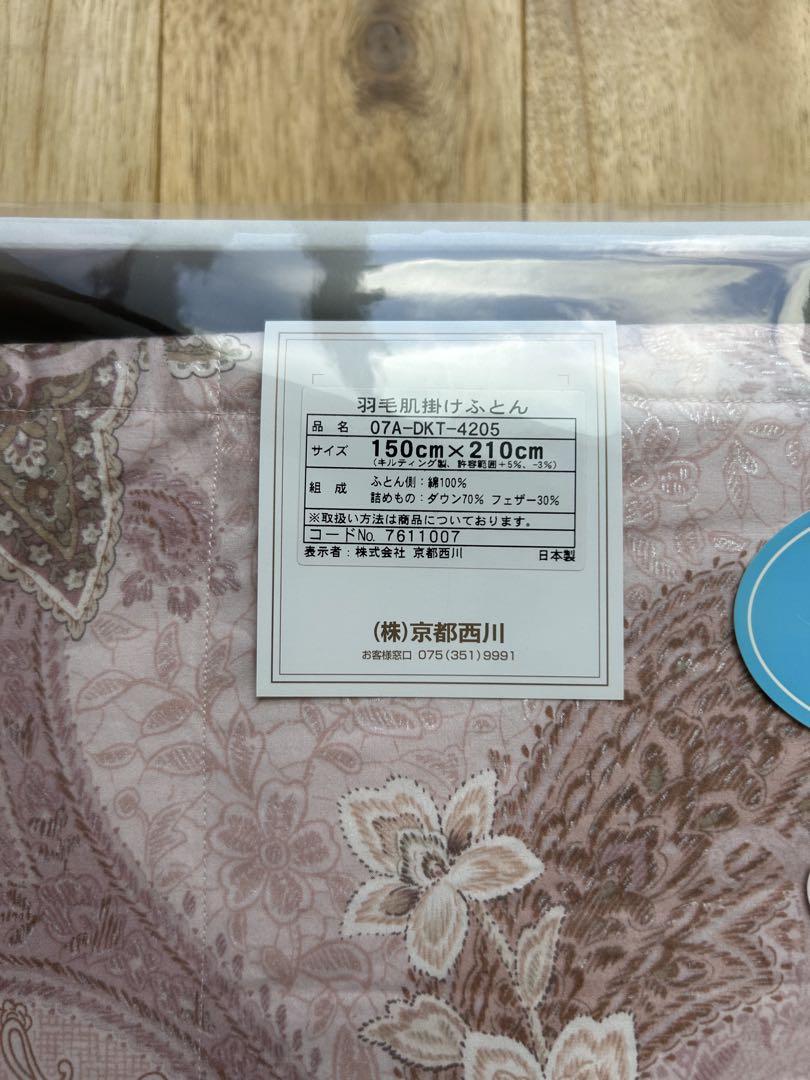 羽毛肌掛けふとん
品 名 07A-DKT-4205
サイズ 150cm×210cm
(キルティング製、許容範囲+5%、-3%)
組 成 ふとん側:綿100%
詰めもの:ダウン70% フェザー30%
※取扱い方法は商品についております。
コードNo. 7611007
表示者:株式会社 京都西川 日本製
(株)京都西川
お客様窓口 075(351)9991